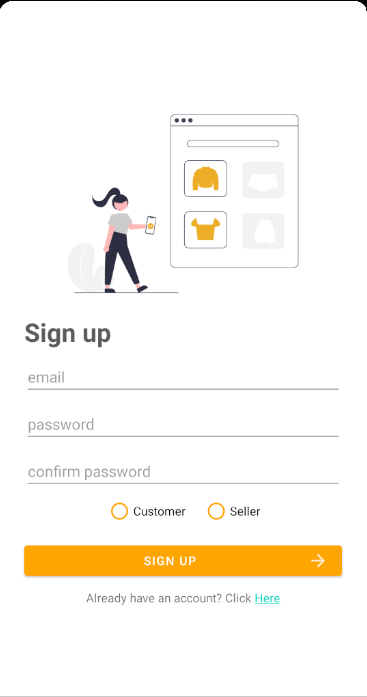 Sign up
email
password
confirm password
Customer Seller
SIGN UP
Already have an account? Click Here